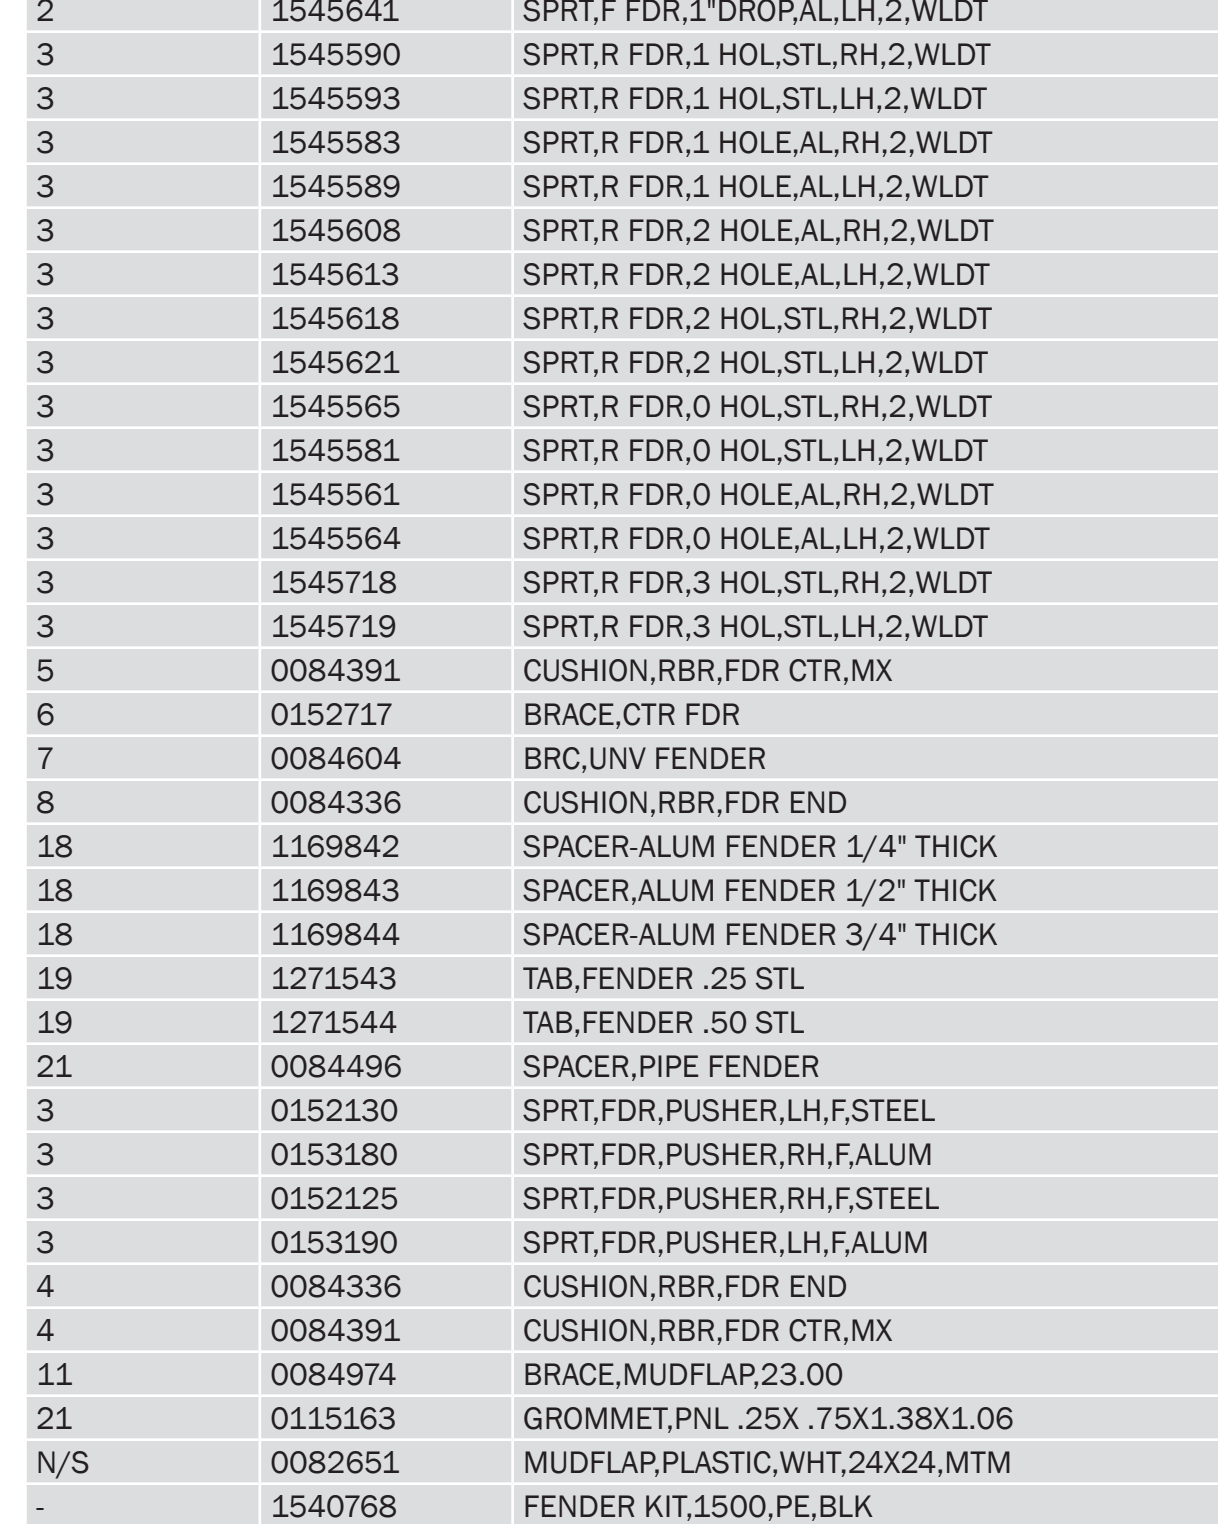 2 1545641 SPRT,F FDR,1"DROP,AL,LH,2,WLDT
3 1545590 SPRT,R FDR,1 HOL,STL,RH,2,WLDT
3 1545593 SPRT,R FDR,1 HOL,STL,LH,2,WLDT
3 1545583 SPRT,R FDR,1 HOLE,AL,RH,2,WLDT
3 1545589 SPRT,R FDR,1 HOLE,AL,LH,2,WLDT
3 1545608 SPRT,R FDR,2 HOLE,AL,RH,2,WLDT
3 1545613 SPRT,R FDR,2 HOLE,AL,LH,2,WLDT
3 1545618 SPRT,R FDR,2 HOL,STL,RH,2,WLDT
3 1545621 SPRT,R FDR,2 HOL,STL,LH,2,WLDT
3 1545565 SPRT,R FDR,0 HOL,STL,RH,2,WLDT
3 1545581 SPRT,R FDR,0 HOL,STL,LH,2,WLDT
3 1545561 SPRT,R FDR,0 HOLE,AL,RH,2,WLDT
3 1545564 SPRT,R FDR,0 HOLE,AL,LH,2,WLDT
3 1545718 SPRT,R FDR,3 HOL,STL,RH,2,WLDT
3 1545719 SPRT,R FDR,3 HOL,STL,LH,2,WLDT
5 0084391 CUSHION,RBR,FDR CTR,MX
6 0152717 BRACE,CTR FDR
7 0084604 BRC,UNV FENDER
8 0084336 CUSHION,RBR,FDR END
18 1169842 SPACER-ALUM FENDER 1/4" THICK
18 1169843 SPACER,ALUM FENDER 1/2" THICK
18 1169844 SPACER-ALUM FENDER 3/4" THICK
19 1271543 TAB,FENDER .25 STL
19 1271544 TAB,FENDER .50 STL
21 0084496 SPACER,PIPE FENDER
3 0152130 SPRT,FDR,PUSHER,LH,F,STEEL
3 0153180 SPRT,FDR,PUSHER,RH,F,ALUM
3 0152125 SPRT,FDR,PUSHER,RH,F,STEEL
3 0153190 SPRT,FDR,PUSHER,LH,F,ALUM
4 0084336 CUSHION,RBR,FDR END
4 0084391 CUSHION,RBR,FDR CTR,MX
11 0084974 BRACE,MUDFLAP,23.00
21 0115163 GROMMET,PNL .25X .75X1.38X1.06
N/S 0082651 MUDFLAP,PLASTIC,WHT,24X24,MTM
- 1540768 FENDER KIT,1500,PE,BLK